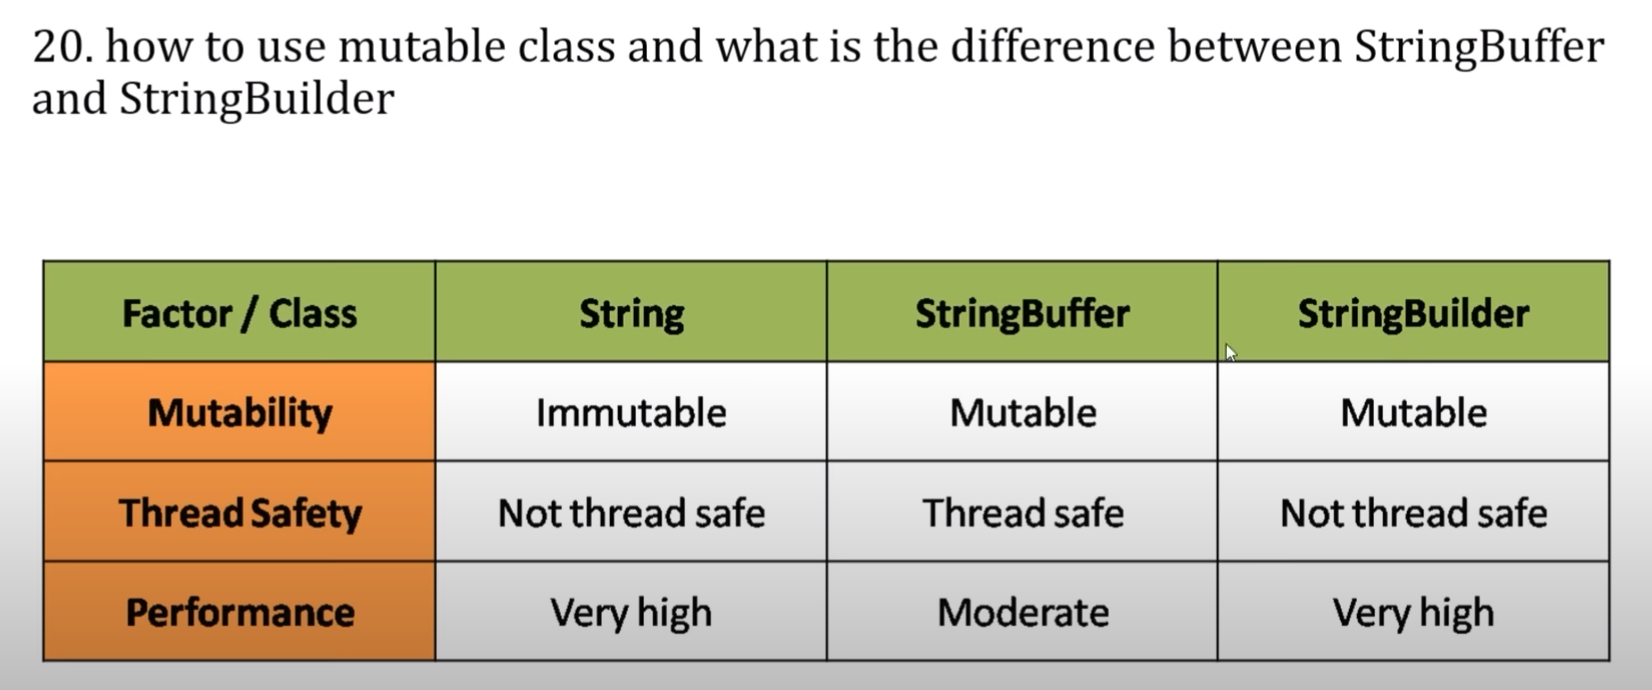 20. how to use mutable class and what is the difference between StringBuffer
and StringBuilder
Factor / Class String StringBuffer StringBuilder
Mutability Immutable Mutable Mutable
Thread Safety Not thread safe Thread safe Not thread safe
Performance Very high Moderate Very high